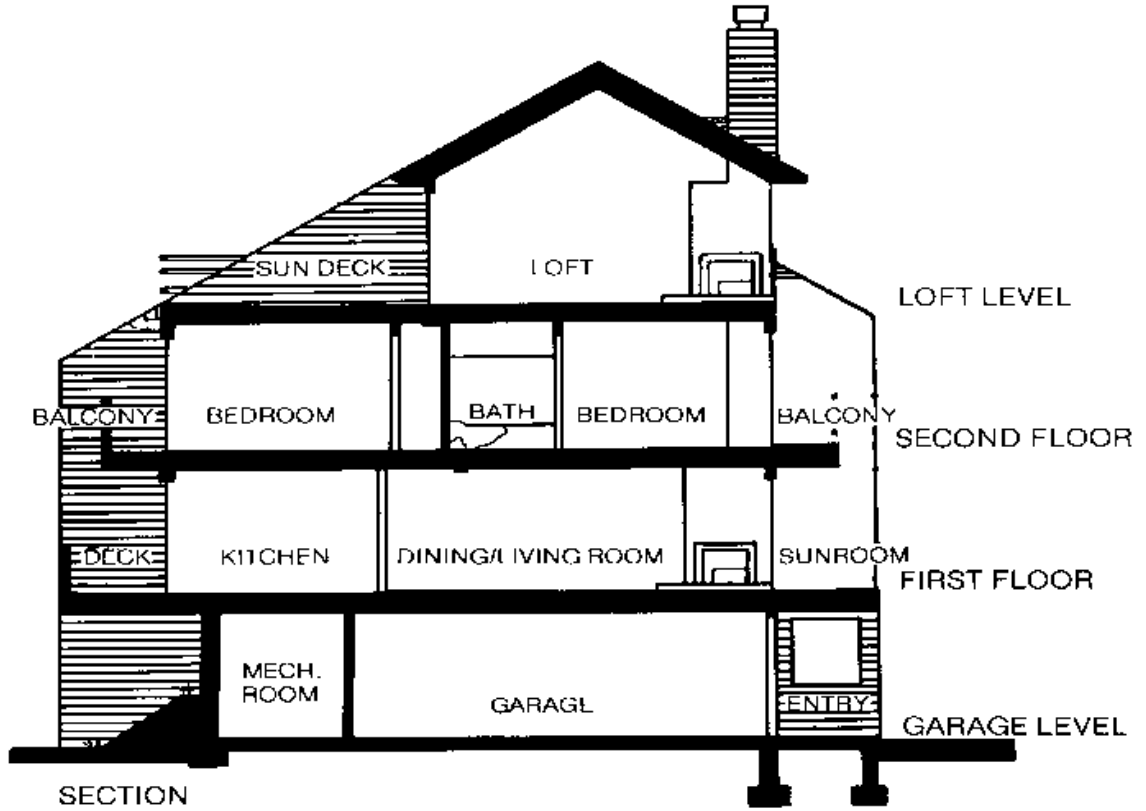 SUN DECK
LOFT
LOFT LEVEL
BALCONY
BEDROOM
BATH
BEDROOM
BALCONY
SECOND FLOOR
DECK
KITCHEN
DINING/LIVING ROOM
SUNROOM
FIRST FLOOR
MECH.
ROOM
GARAGE
ENTRY
GARAGE LEVEL
SECTION